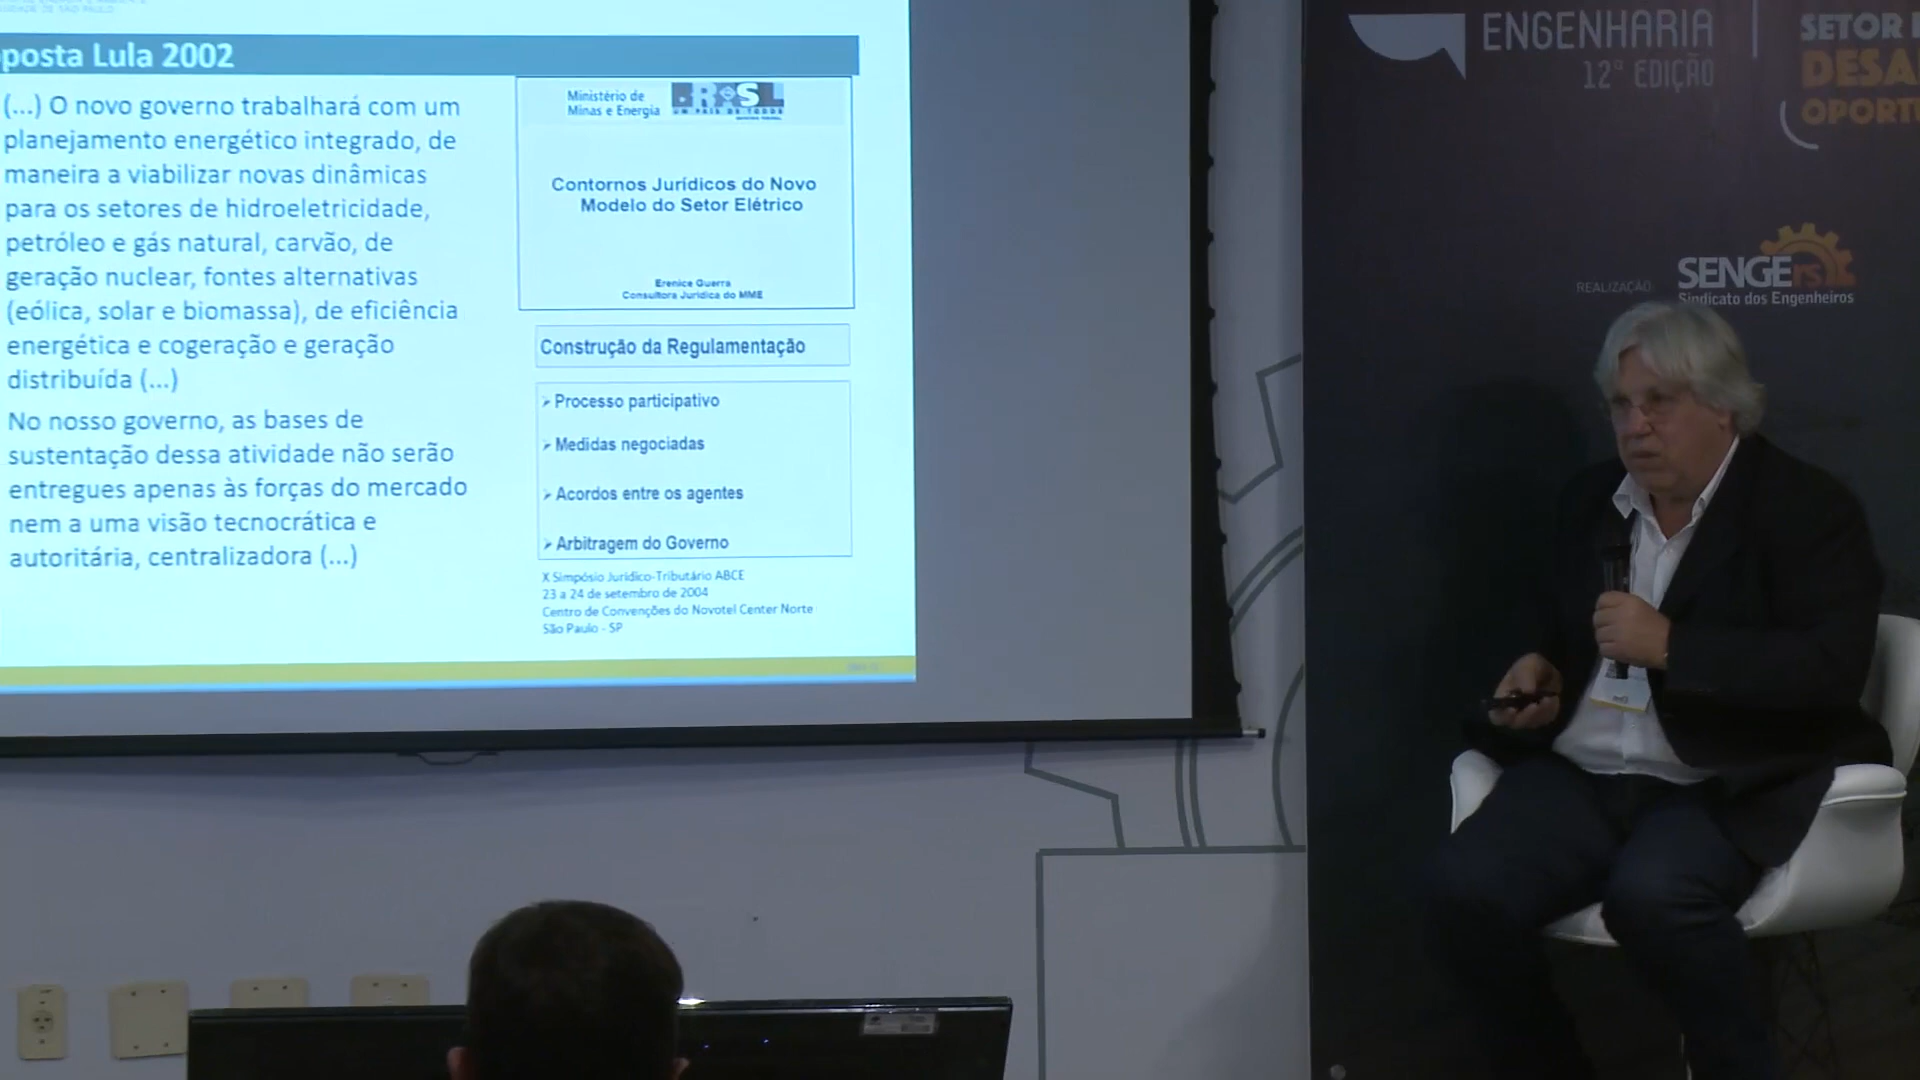 posta Lula 2002
(...) O novo governo trabalhará com um
planejamento energético integrado, de
maneira a viabilizar novas dinâmicas
para os setores de hidroeletricidade,
petróleo e gás natural, carvão, de
geração nuclear, fontes alternativas
(eólica, solar e biomassa), de eficiência
energética e cogeração e geração
distribuída (...)
No nosso governo, as bases de
sustentação dessa atividade não serão
entregues apenas às forças do mercado
nem a uma visão tecnocrática e
autoritária, centralizadora (...)
Ministério de
Minas e Energia
BRASIL
UM PAÍS DE TODOS
Contornos Jurídicos do Novo
Modelo do Setor Elétrico
Erenice Guerra
Consultora Jurídica do MME
Construção da Regulamentação
➢ Processo participativo
➢ Medidas negociadas
➢ Acordos entre os agentes
➢ Arbitragem do Governo
X Simpósio Jurídico-Tributário ABCE
23 a 24 de setembro de 2004
Centro de Convenções do Novotel Center Norte
São Paulo - SP
ENGENHARIA
12ª EDIÇÃO
SETOR
DESA
OPORTU
REALIZAÇÃO
SENGE rs
Sindicato dos Engenheiros